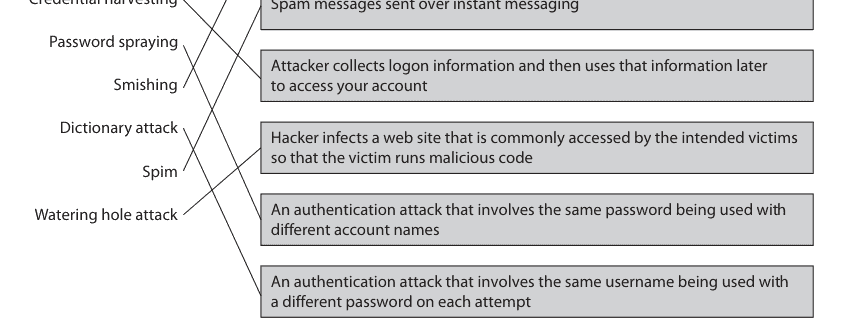 Credential harvesting
Spam messages sent over instant messaging
Password spraying
Attacker collects logon information and then uses that information later
to access your account
Smishing
Dictionary attack
Hacker infects a web site that is commonly accessed by the intended victims
so that the victim runs malicious code
Spim
Watering hole attack
An authentication attack that involves the same password being used with
different account names
An authentication attack that involves the same username being used with
a different password on each attempt